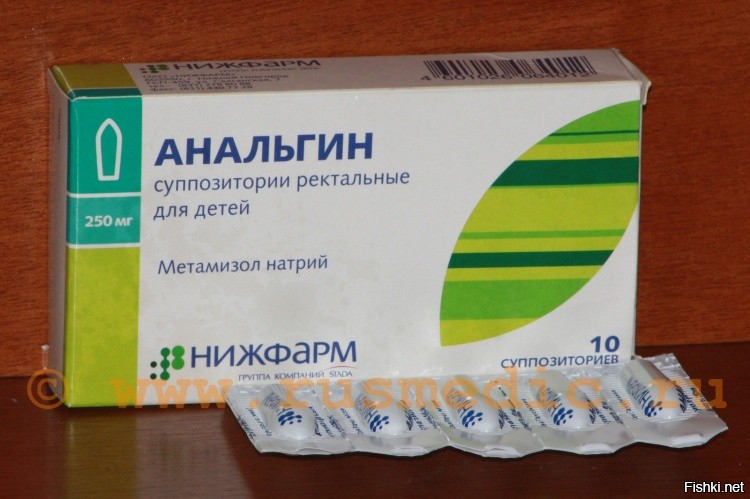 НИЖФАРМ
250 мг
АНАЛЬГИН
суппозитории ректальные
для детей
Метамизол натрий
НИЖФАРМ
ГРУППА КОМПАНИЙ STADA
10
СУППОЗИТОРИЕВ
© www.rusmedic.ru
Fishki.net